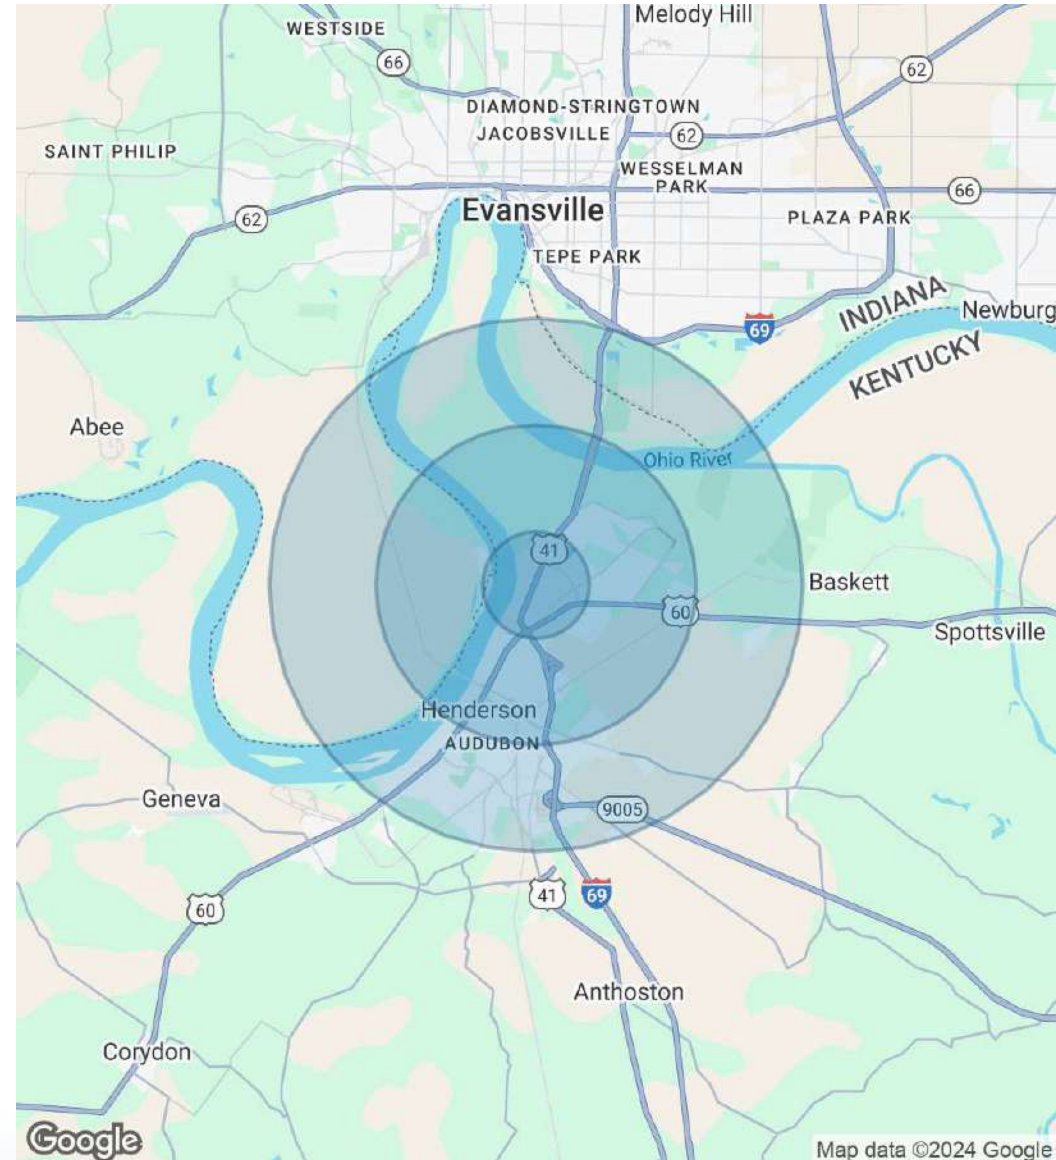 Melody Hill
WESTSIDE
66
62
DIAMOND-STRINGTOWN
JACOBSVILLE
62
SAINT PHILIP
WESSELMAN
PARK
66
62
Evansville
PLAZA PARK
TEPE PARK
INDIANA
Newburg
69
KENTUCKY
Abee
Ohio River
41
Baskett
60
Spottsville
Henderson
AUDUBON
Geneva
9005
60
41
69
Anthoston
Corydon
Google
Map data ©2024 Google